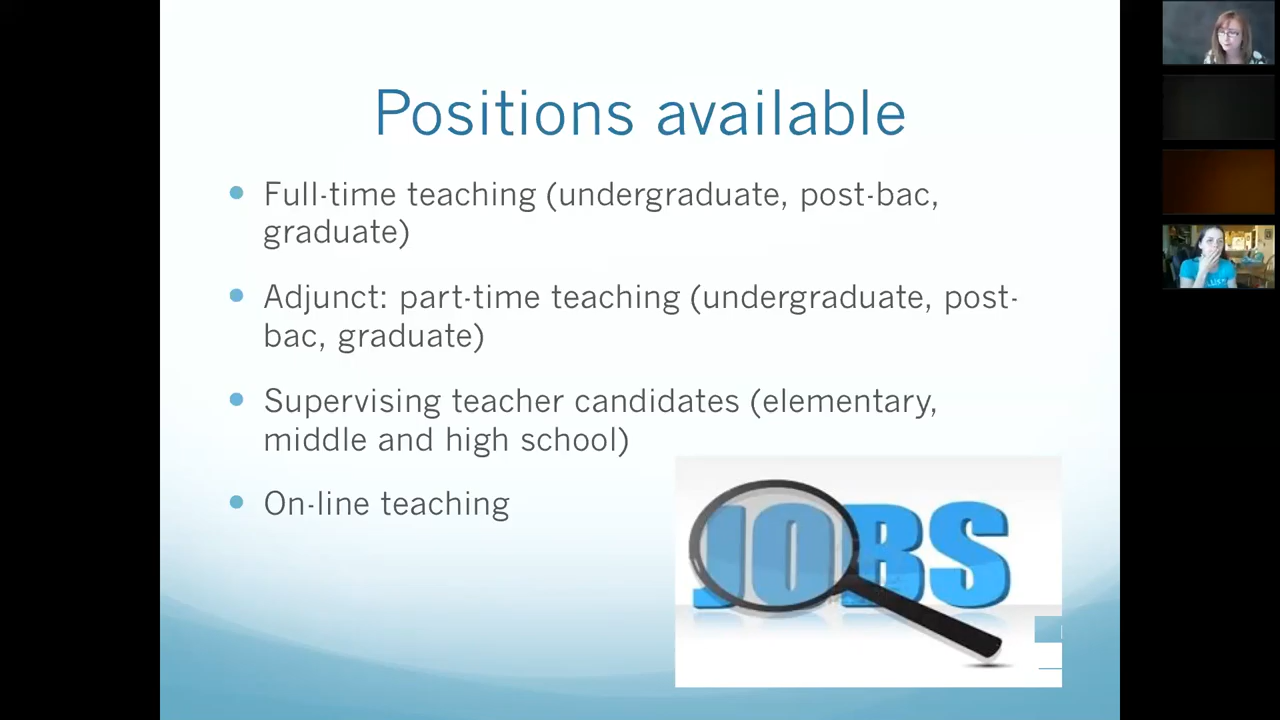 Positions available
Full-time teaching (undergraduate, post-bac,
graduate)
Adjunct: part-time teaching (undergraduate, post-
bac, graduate)
Supervising teacher candidates (elementary,
middle and high school)
On-line teaching
JOBS